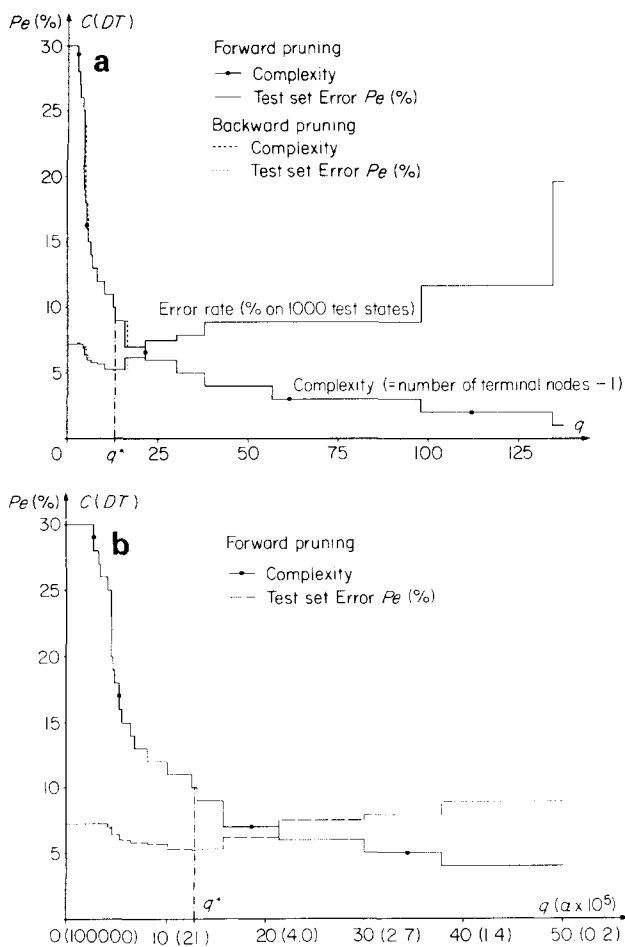 Pe (%) C(DT)
30
25
20
15
10
5
0
a
Forward pruning
Complexity
Test set Error Pe (%)
Backward pruning
Complexity
Test set Error Pe (%)
Error rate (% on 1000 test states)
Complexity (= number of terminal nodes - 1)
q
q*
25
50
75
100
125
Pe (%) C(DT)
30
25
20
15
10
5
b
Forward pruning
Complexity
Test set Error Pe (%)
q*
q (α x 10⁵)
0(100000) 10 (21) 20 (4.0) 30 (2 7) 40 (1 4) 50 (0 2)